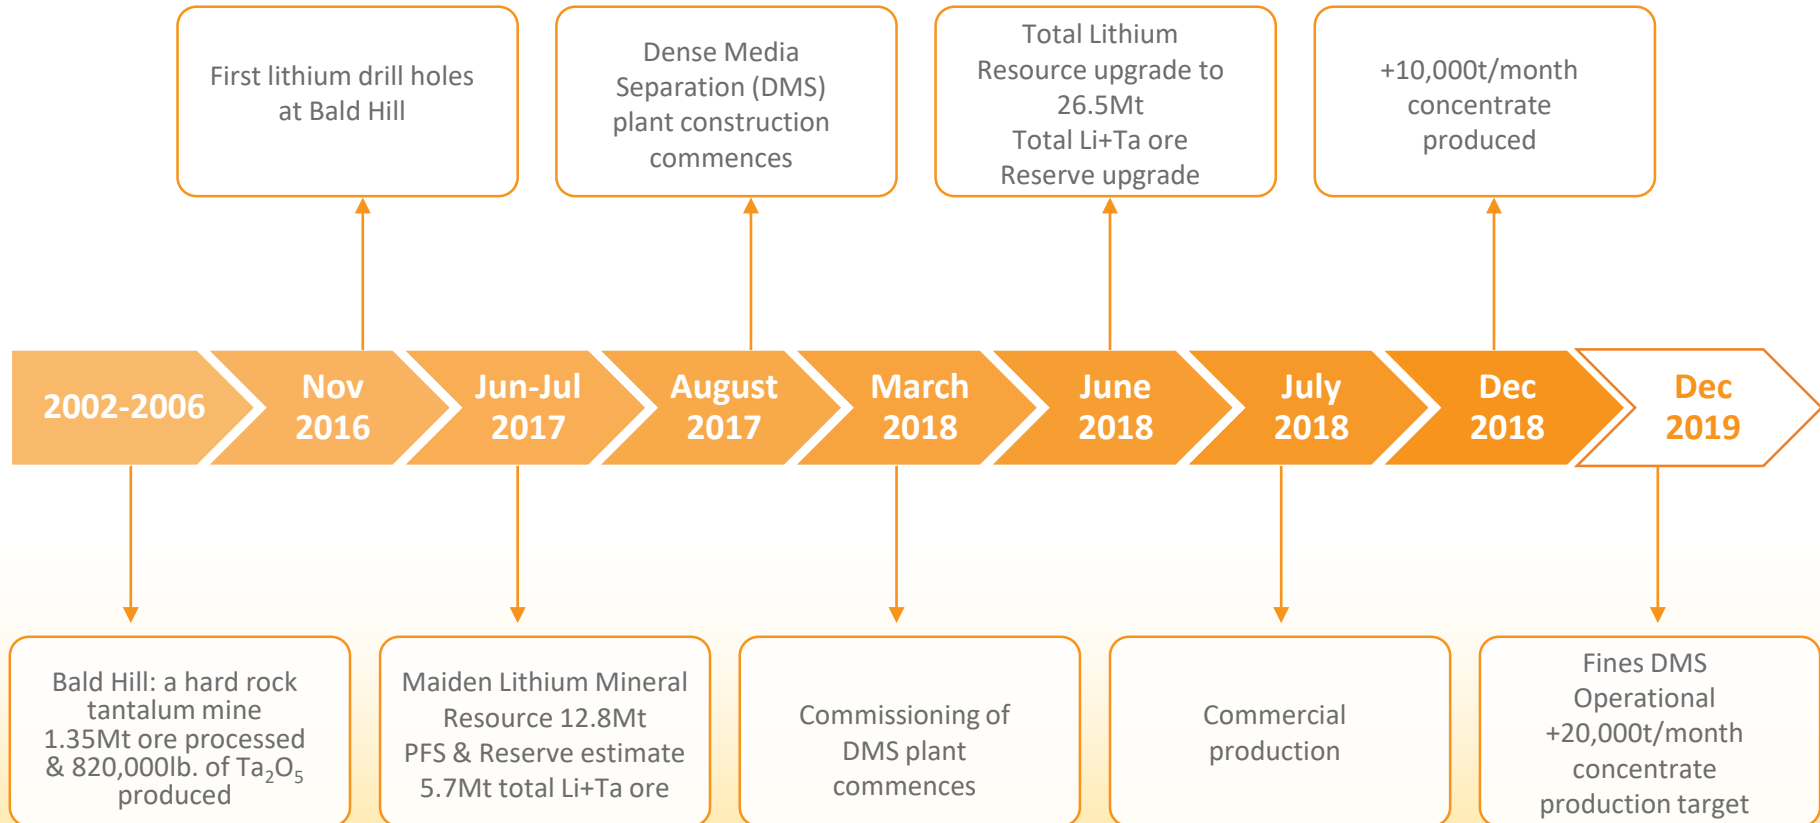 First lithium drill holes
at Bald Hill
Dense Media
Separation (DMS)
plant construction
commences
Total Lithium
Resource upgrade to
26.5Mt
Total Li+Ta ore
Reserve upgrade
+10,000t/month
concentrate
produced
2002-2006
Nov
2016
Jun-Jul
2017
August
2017
March
2018
June
2018
July
2018
Dec
2018
Dec
2019
Bald Hill: a hard rock
tantalum mine
1.35Mt ore processed
& 820,000lb. of Ta₂O₅
produced
Maiden Lithium Mineral
Resource 12.8Mt
PFS & Reserve estimate
5.7Mt total Li+Ta ore
Commissioning of
DMS plant
commences
Commercial
production
Fines DMS
Operational
+20,000t/month
concentrate
production target